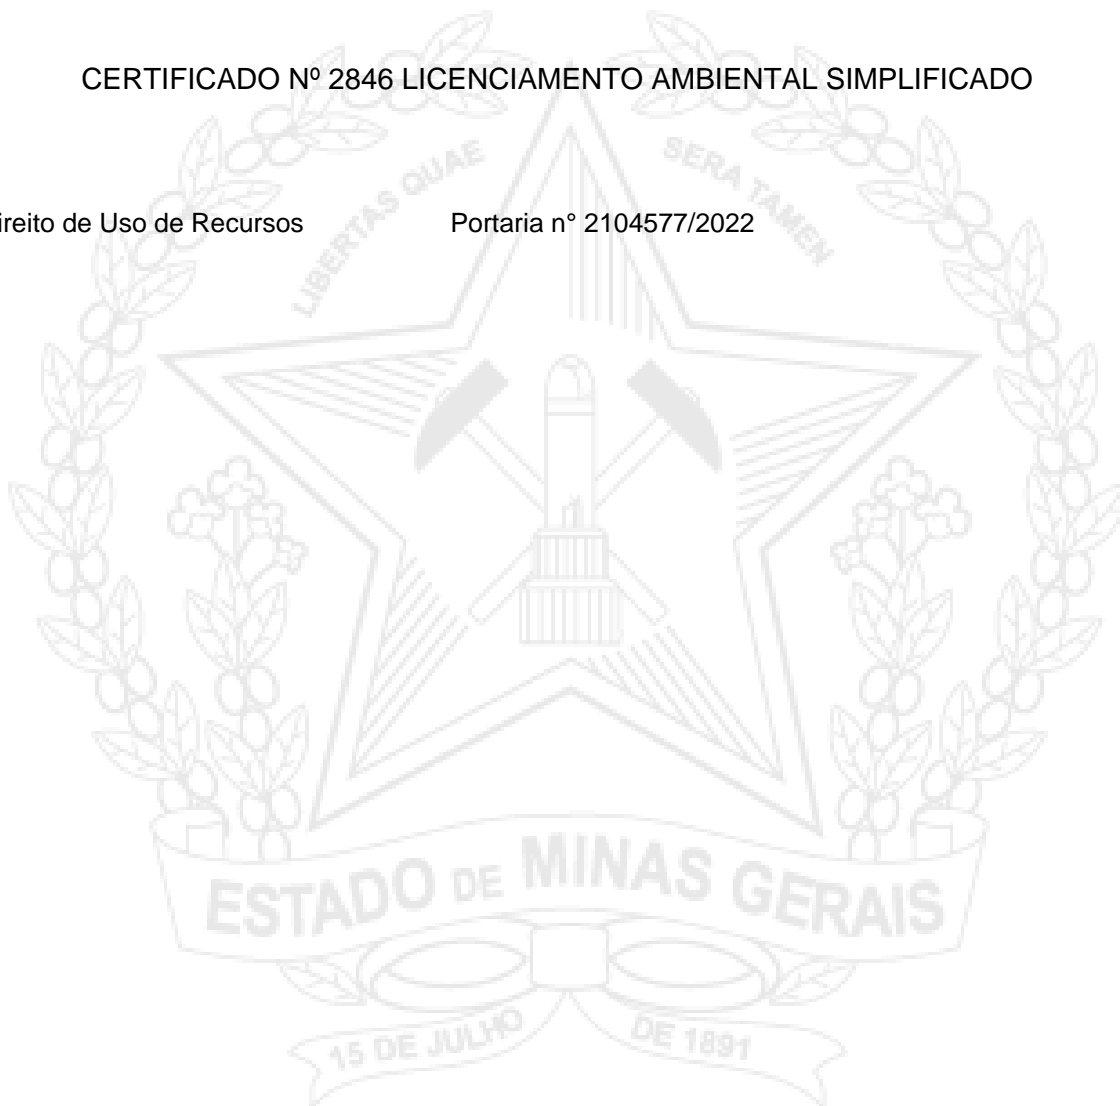 CERTIFICADO Nº 2846 LICENCIAMENTO AMBIENTAL SIMPLIFICADO
LIBERTAS QUAE SERA TAMEN
ireito de Uso de Recursos Portaria n° 2104577/2022
ESTADO DE MINAS GERAIS
15 DE JULHO DE 1891